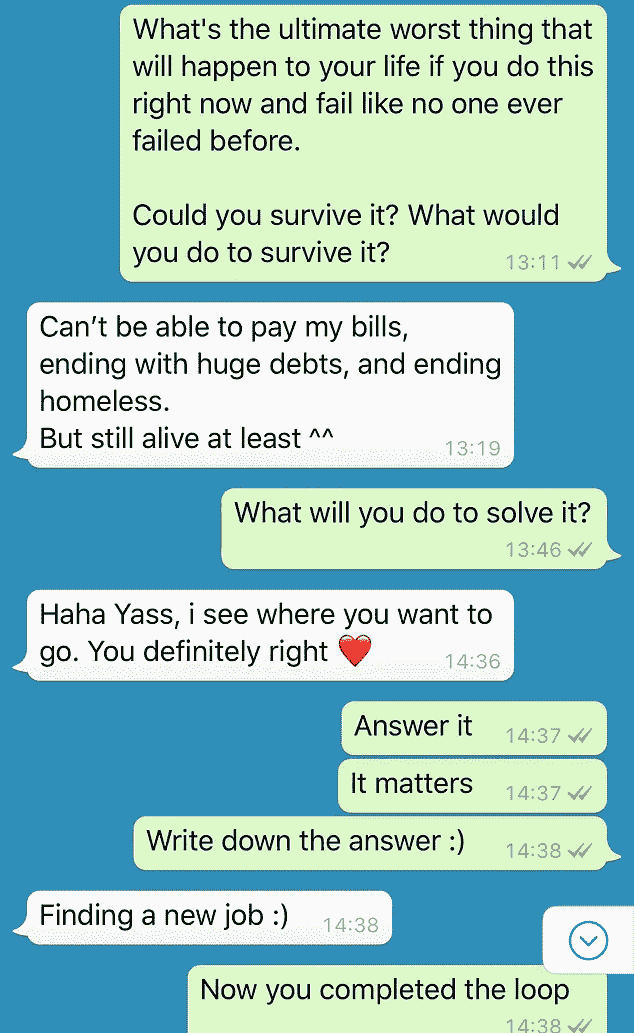 What's the ultimate worst thing that
will happen to your life if you do this
right now and fail like no one ever
failed before.
Could you survive it? What would
you do to survive it?
13:11
Can't be able to pay my bills,
ending with huge debts, and ending
homeless.
But still alive at least ^^
13:19
What will you do to solve it?
13:46
Haha Yass, i see where you want to
go. You definitely right ❤️
14:36
Answer it 14:37
It matters 14:37
Write down the answer :) 14:38
Finding a new job :) 14:38
Now you completed the loop
14:38